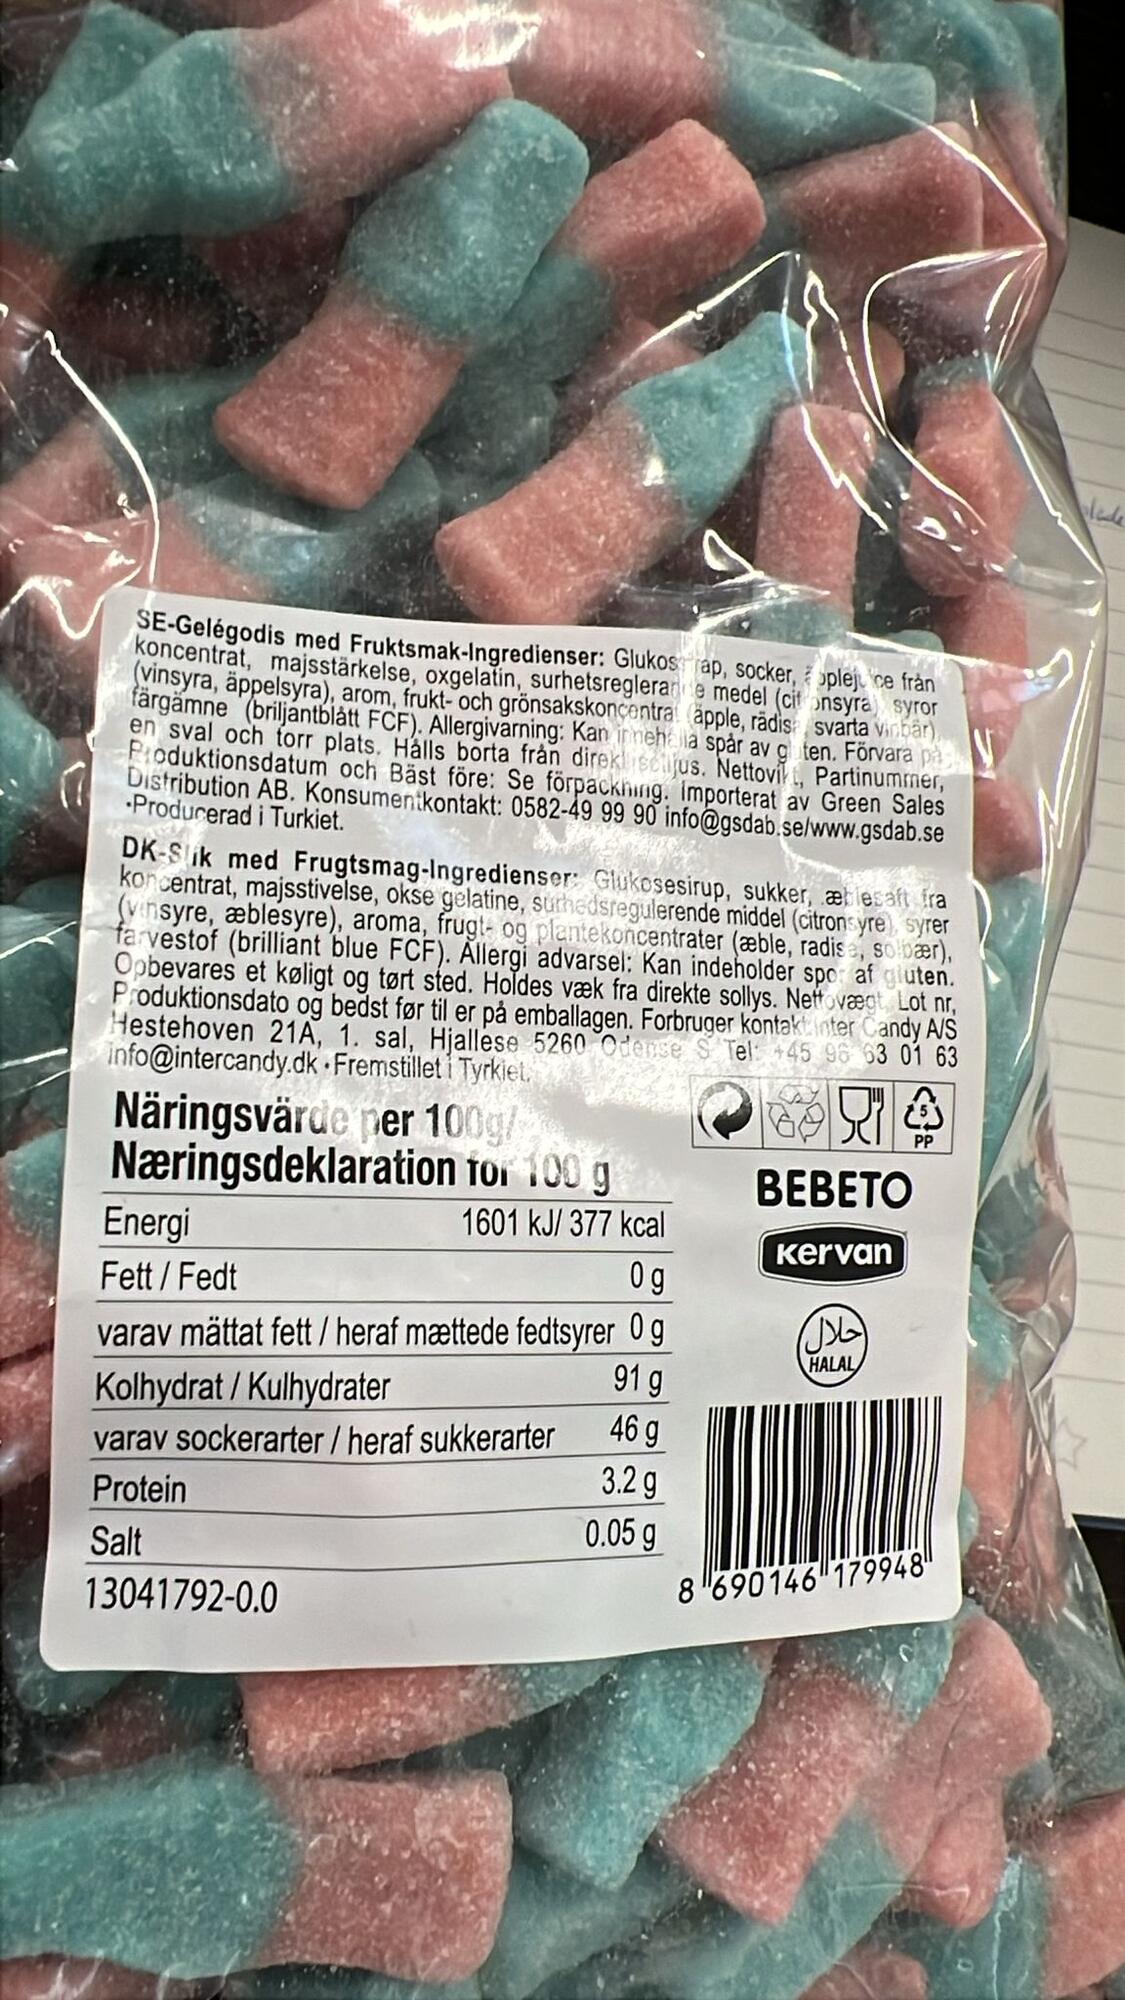 SE-Gelégodis med Fruktsmak-Ingredienser: socker, från
koncentrat, majsstärkelse, oxgelatin, surhetsreglerande medel (citronsyra), syror
(vinsyra, äppelsyra), arom, frukt- och grönsakskoncentrat (äpple, rädisa, svarta vinbär),
färgämne (briljantblått FCF). Allergivarning: Kan innehålla spår av gluten. Förvara på
en sval och torr plats. Hålls borta från direkt solljus. Nettovikt, Partinummer,
Produktionsdatum och Bäst före: Se förpackning. Importerat av Green Sales
Distribution AB. Konsumentkontakt: 0582-49 99 90 info@gsdab.se/www.gsdab.se
•Producerad i Turkiet.
DK-Slik med Frugtsmag-Ingredienser: Glukosesirup, sukker, æblesaft fra
koncentrat, majsstivelse, okse gelatine, surhedsregulerende middel (citronsyre), syrer
(vinsyre, æblesyre), aroma, frugt- og plantekoncentrater (æble, radise, solbær),
farvestof (brilliant blue FCF). Allergi advarsel: Kan indeholder spor af gluten.
Opbevares et køligt og tørt sted. Holdes væk fra direkte sollys. Nettovægt, Lot nr,
Produktionsdato og bedst før til er på emballagen. Forbruger kontakt: Inter Candy A/S
Hestehoven 21A, 1. sal, Hjallese 5260 Odense S Tel: +45 63 01 63
info@intercandy.dk • Fremstillet i Tyrkiet.
Näringsvärde per 100g/
Næringsdeklaration for 100 g
Energi 1601 kJ/ 377 kcal
Fett / Fedt 0 g
varav mättat fett / heraf mættede fedtsyrer 0 g
Kolhydrat / Kulhydrater 91 g
varav sockerarter / heraf sukkerarter 46 g
Protein 3.2 g
Salt 0.05 g
13041792-0.0
5
PP
BEBETO
Kervan
حلال
HALAL
8 690146 179948